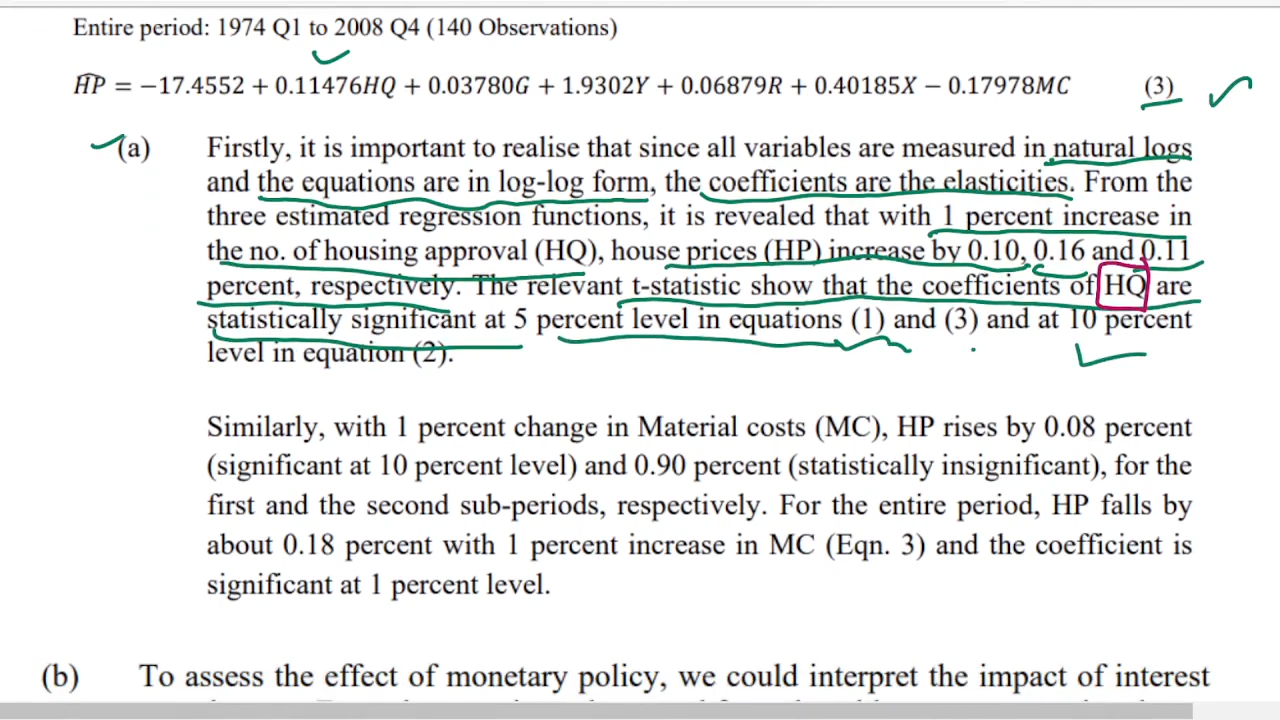 Entire period: 1974 Q1 to 2008 Q4 (140 Observations)
ĤP = −17.4552 + 0.11476HQ + 0.03780G + 1.9302Y + 0.06879R + 0.40185X − 0.17978MC (3)
(a) Firstly, it is important to realise that since all variables are measured in natural logs
and the equations are in log-log form, the coefficients are the elasticities. From the
three estimated regression functions, it is revealed that with 1 percent increase in
the no. of housing approval (HQ), house prices (HP) increase by 0.10, 0.16 and 0.11
percent, respectively. The relevant t-statistic show that the coefficients of HQ are
statistically significant at 5 percent level in equations (1) and (3) and at 10 percent
level in equation (2).
Similarly, with 1 percent change in Material costs (MC), HP rises by 0.08 percent
(significant at 10 percent level) and 0.90 percent (statistically insignificant), for the
first and the second sub-periods, respectively. For the entire period, HP falls by
about 0.18 percent with 1 percent increase in MC (Eqn. 3) and the coefficient is
significant at 1 percent level.
(b) To assess the effect of monetary policy, we could interpret the impact of interest